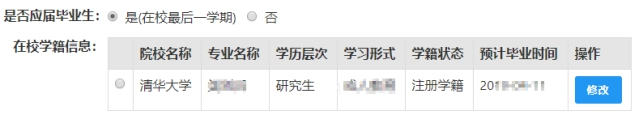 是否应届毕业生： 是(在校最后一学期) 否
在校学籍信息：
院校名称 专业名称 学历层次 学习形式 学籍状态 预计毕业时间 操作
清华大学 研究生 注册学籍 修改